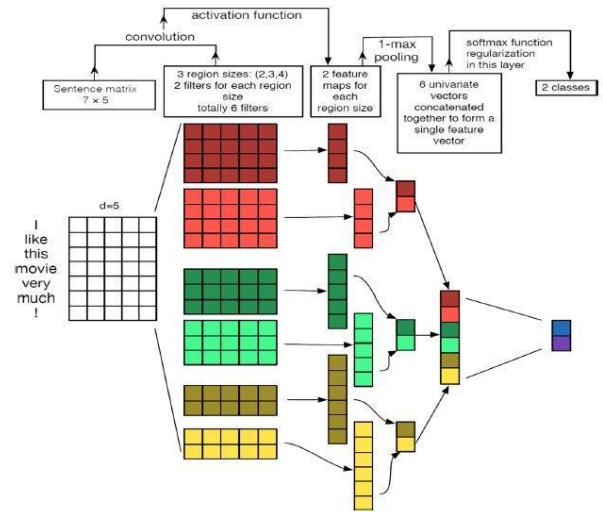 activation function
convolution
1-max
pooling
softmax function
regularization
in this layer
Sentence matrix
7 × 5
3 region sizes: (2,3,4)
2 filters for each region
size
totally 6 filters
2 feature
maps for
each
region size
6 univariate
vectors
concatenated
together to form a
single feature
vector
2 classes
d=5
I
like
this
movie
very
much
!